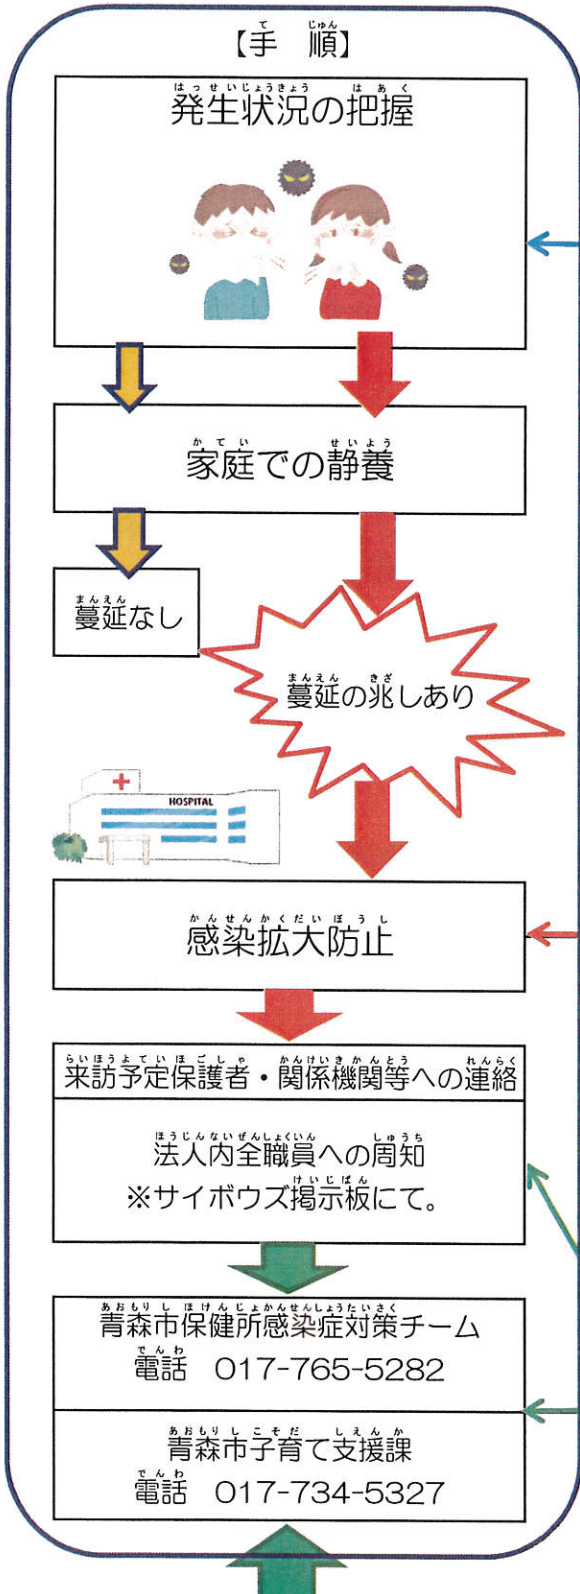 【手 順】
発生状況の把握
家庭での静養
蔓延なし
蔓延の兆しあり
HOSPITAL
感染拡大防止
来訪予定保護者・関係機関等への連絡
法人内全職員への周知
※サイボウズ掲示板にて。
青森市保健所感染症対策チーム
電話 017-765-5282
青森市子育て支援課
電話 017-734-5327